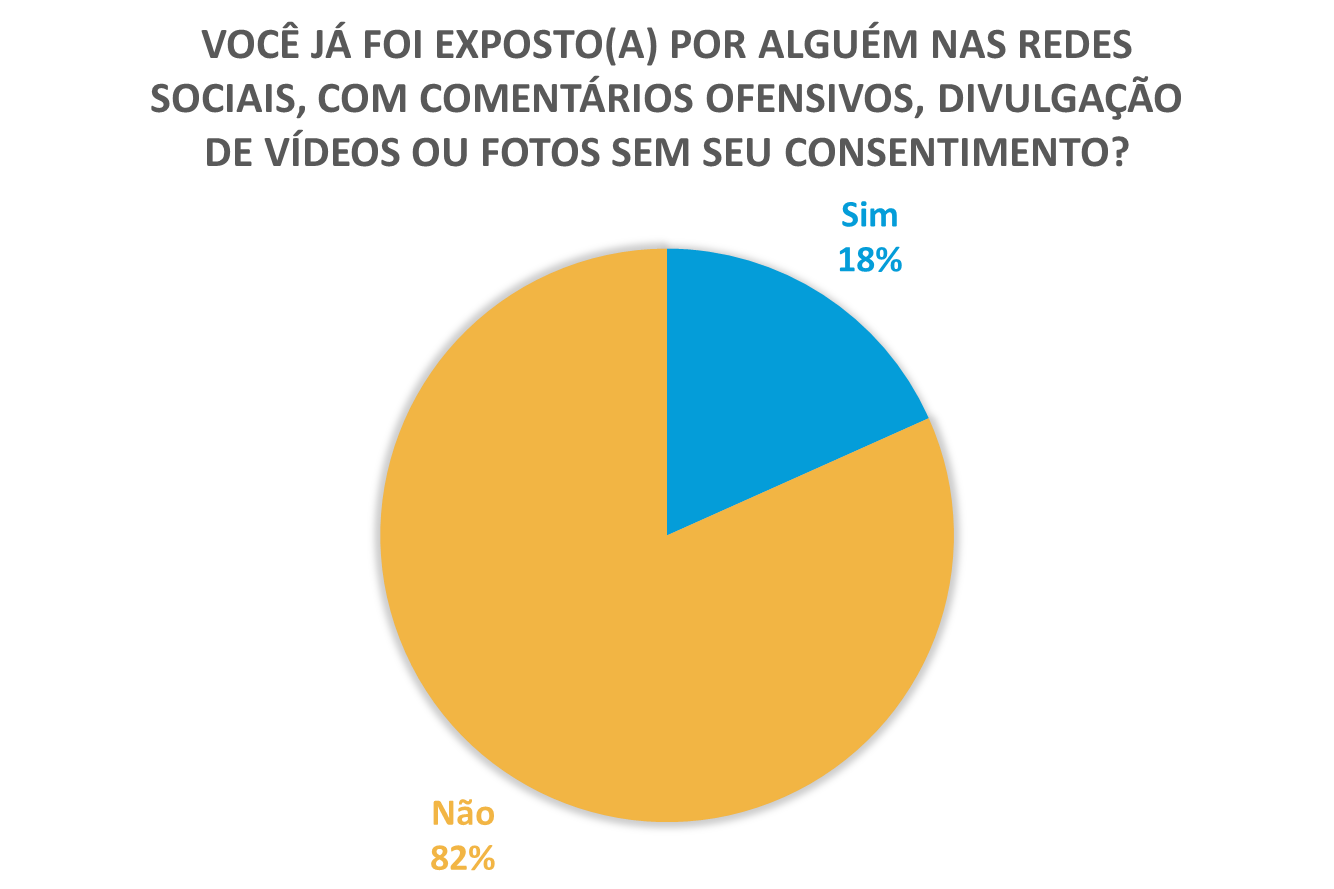 VOCÊ JÁ FOI EXPOSTO(A) POR ALGUÉM NAS REDES
SOCIAIS, COM COMENTÁRIOS OFENSIVOS, DIVULGAÇÃO
DE VÍDEOS OU FOTOS SEM SEU CONSENTIMENTO?
Sim
18%
Não
82%